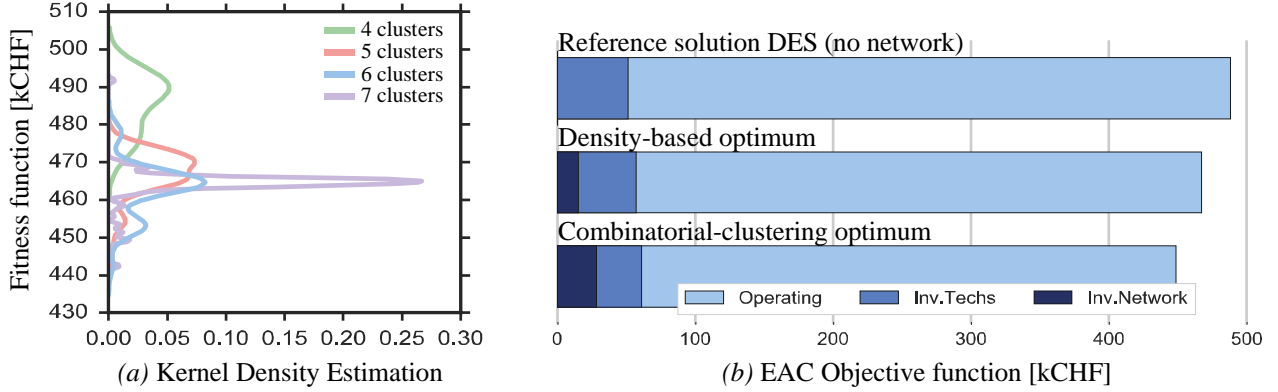 510
500
490
480
470
460
450
440
430
Fitness function [kCHF]
4 clusters
5 clusters
6 clusters
7 clusters
0.00 0.05 0.10 0.15 0.20 0.25 0.30
(a) Kernel Density Estimation
Reference solution DES (no network)
Density-based optimum
Combinatorial-clustering optimum
Operating Inv.Techs Inv.Network
0 100 200 300 400 500
(b) EAC Objective function [kCHF]